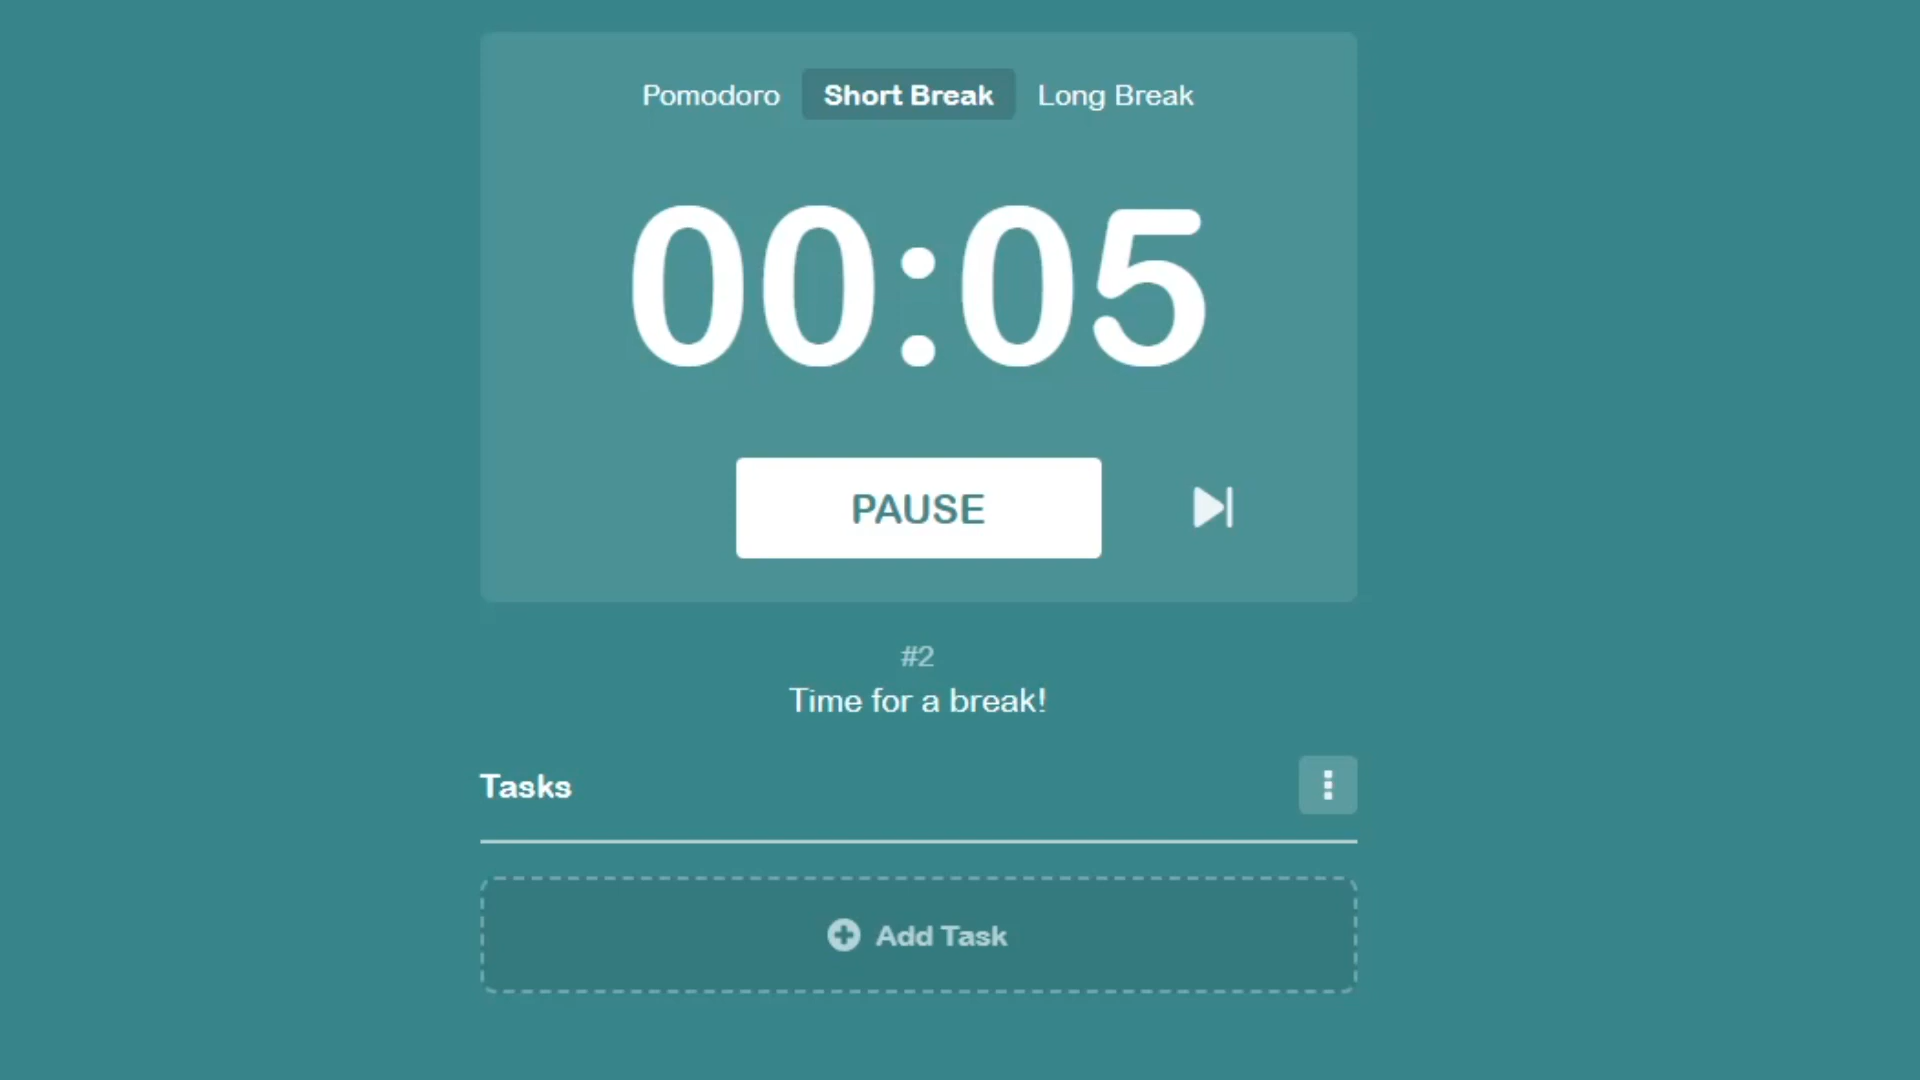 Pomodoro Short Break Long Break
00:05
PAUSE
#2
Time for a break!
Tasks
Add Task